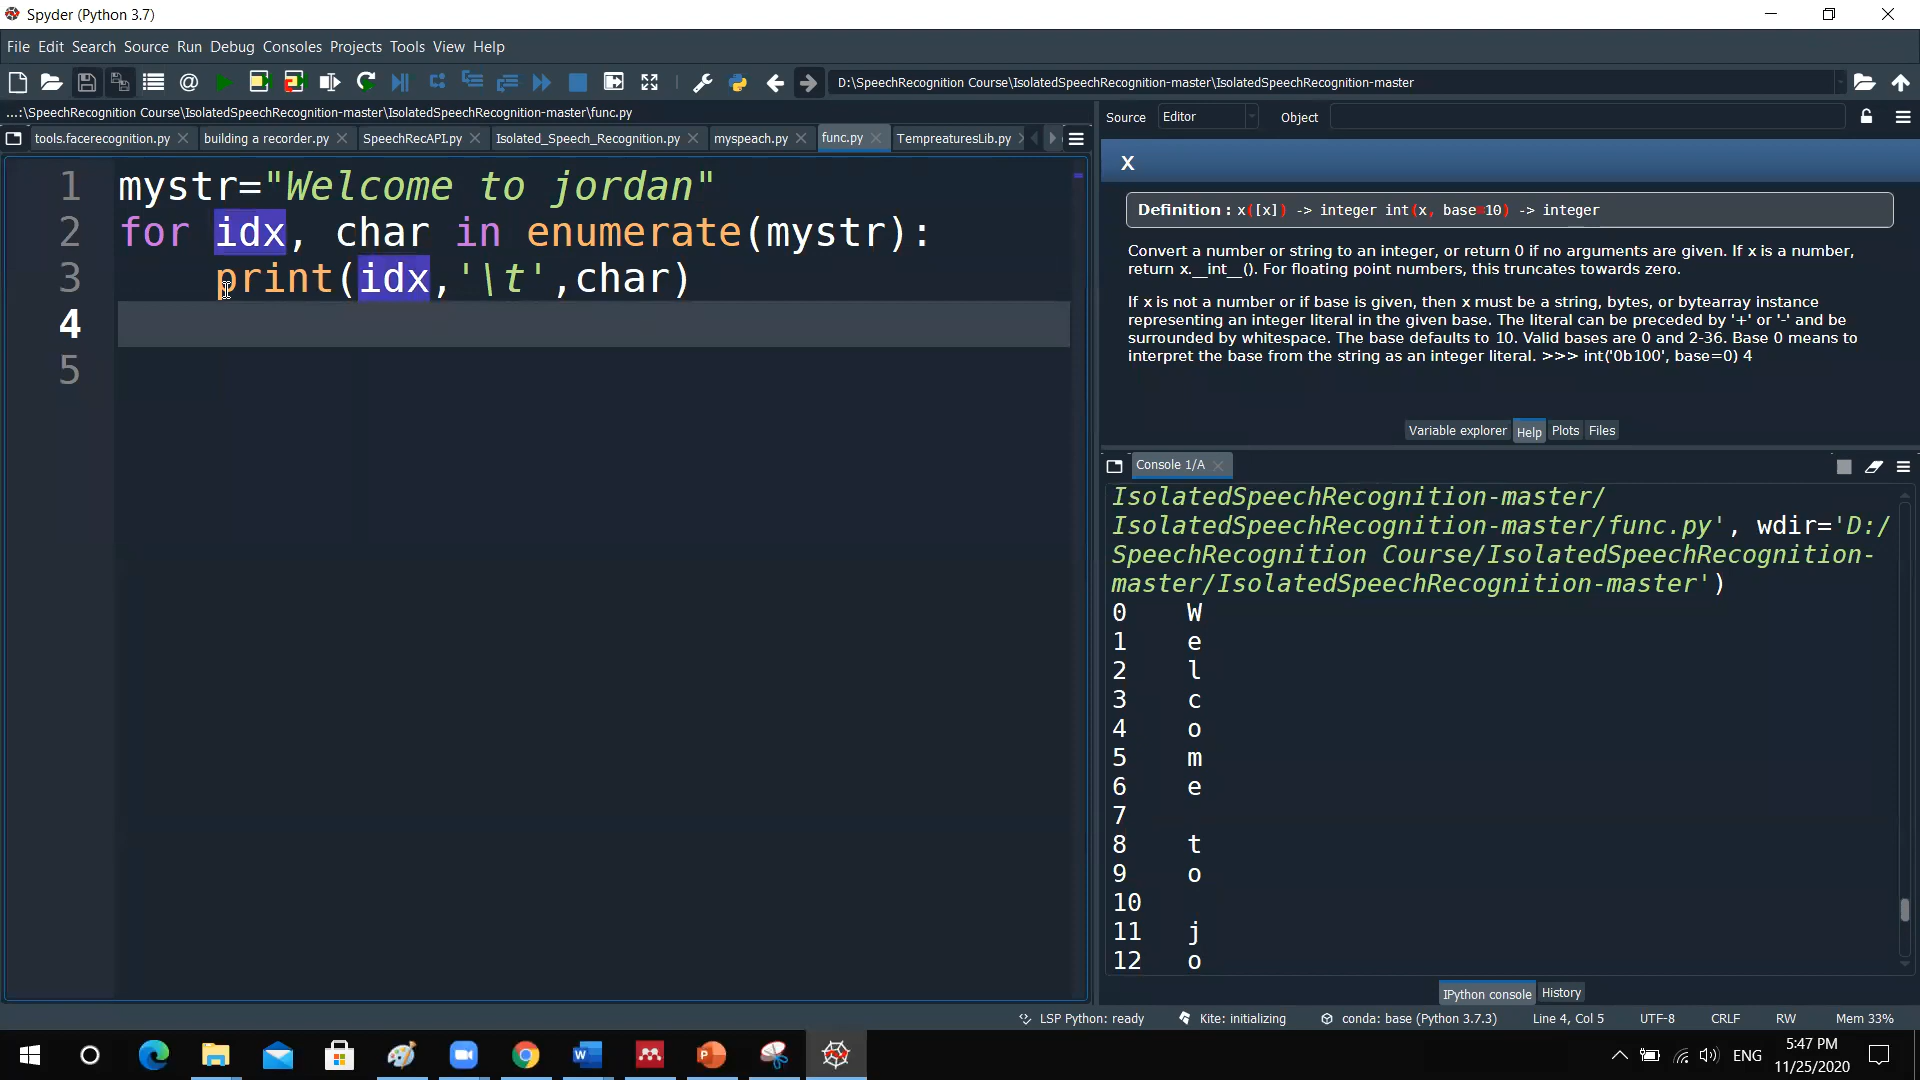 Spyder (Python 3.7)
File Edit Search Source Run Debug Consoles Projects Tools View Help
D:\SpeechRecognition Course\IsolatedSpeechRecognition-master\IsolatedSpeechRecognition-master
...:\SpeechRecognition Course\IsolatedSpeechRecognition-master\IsolatedSpeechRecognition-master\func.py
tools.facerecognition.py building a recorder.py SpeechRecAPI.py Isolated_Speech_Recognition.py myspeach.py func.py TempreaturesLib.py
1 mystr="Welcome to jordan"
2 for idx, char in enumerate(mystr):
3 print(idx,'\t',char)
4
5
Source Editor Object
x
Definition : x([x]) -> integer int(x, base=10) -> integer
Convert a number or string to an integer, or return 0 if no arguments are given. If x is a number,
return x.__int__(). For floating point numbers, this truncates towards zero.
If x is not a number or if base is given, then x must be a string, bytes, or bytearray instance
representing an integer literal in the given base. The literal can be preceded by '+' or '-' and be
surrounded by whitespace. The base defaults to 10. Valid bases are 0 and 2-36. Base 0 means to
interpret the base from the string as an integer literal. >>> int('0b100', base=0) 4
Variable explorer Help Plots Files
Console 1/A
IsolatedSpeechRecognition-master/
IsolatedSpeechRecognition-master/func.py', wdir='D:/
SpeechRecognition Course/IsolatedSpeechRecognition-
master/IsolatedSpeechRecognition-master')
0 W
1 e
2 l
3 c
4 o
5 m
6 e
7
8 t
9 o
10
11 j
12 o
IPython console History
LSP Python: ready Kite: initializing conda: base (Python 3.7.3) Line 4, Col 5 UTF-8 CRLF RW Mem 33%
ENG 5:47 PM
11/25/2020